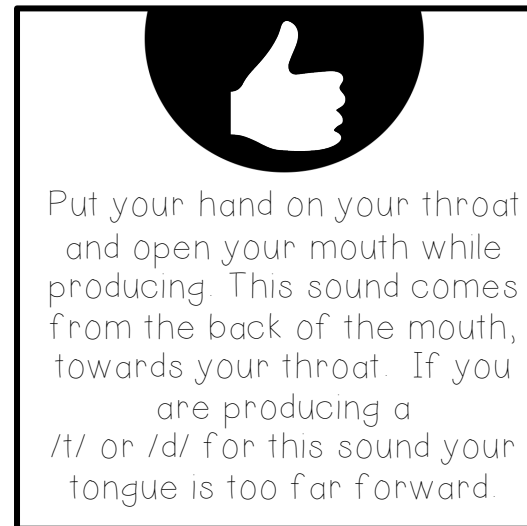 Put your hand on your throat
and open your mouth while
producing. This sound comes
from the back of the mouth,
towards your throat. If you
are producing a
/t/ or /d/ for this sound your
tongue is too far forward.